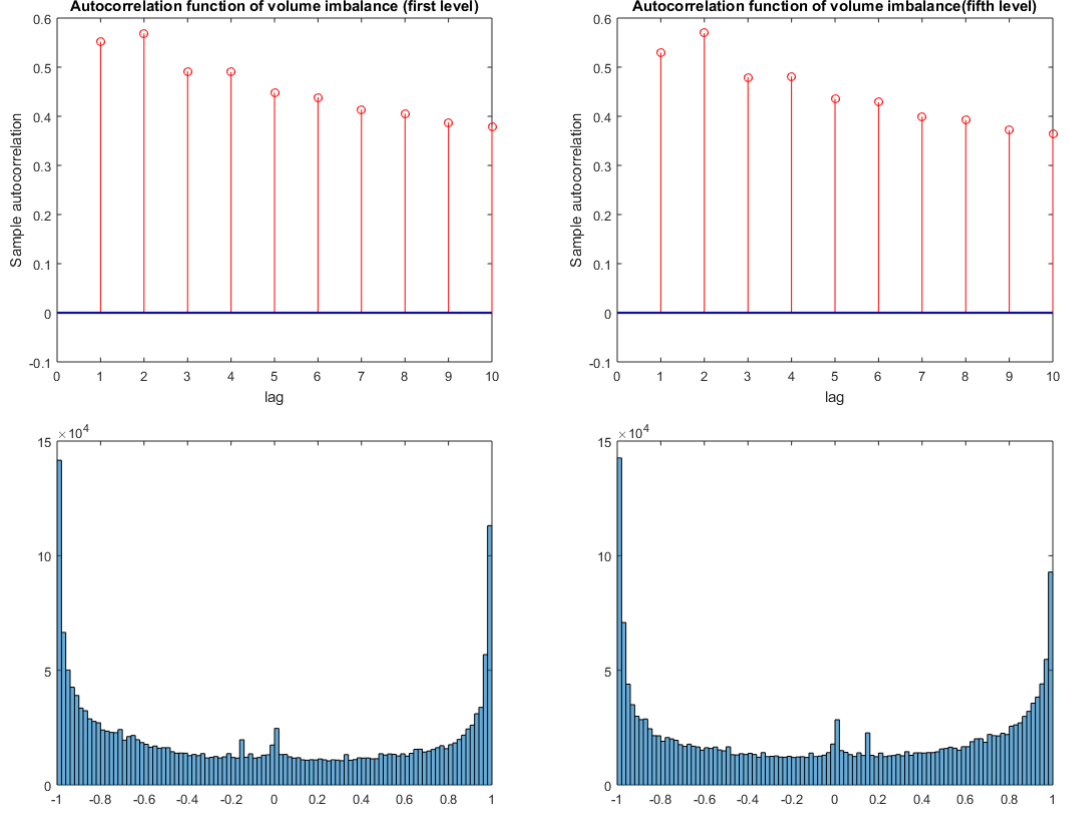 Autocorrelation function of volume imbalance (first level)
0.6
0.5
0.4
0.3
0.2
0.1
0
-0.1
Sample autocorrelation
0 1 2 3 4 5 6 7 8 9 10
lag
Autocorrelation function of volume imbalance(fifth level)
0.6
0.5
0.4
0.3
0.2
0.1
0
-0.1
Sample autocorrelation
0 1 2 3 4 5 6 7 8 9 10
lag
×10⁴
15
10
5
0
-1 -0.8 -0.6 -0.4 -0.2 0 0.2 0.4 0.6 0.8 1
×10⁴
15
10
5
0
-1 -0.8 -0.6 -0.4 -0.2 0 0.2 0.4 0.6 0.8 1